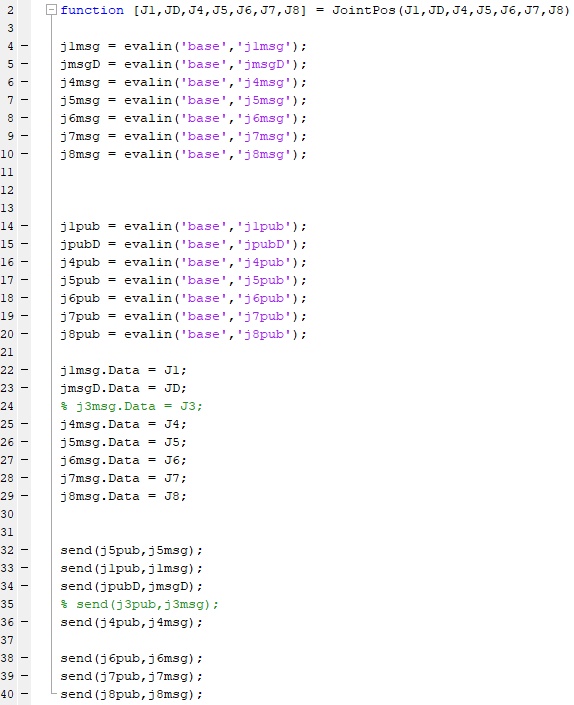 2 function [J1,JD,J4,J5,J6,J7,J8] = JointPos(J1,JD,J4,J5,J6,J7,J8)
3
4 - j1msg = evalin('base','j1msg');
5 - jmsgD = evalin('base','jmsgD');
6 - j4msg = evalin('base','j4msg');
7 - j5msg = evalin('base','j5msg');
8 - j6msg = evalin('base','j6msg');
9 - j7msg = evalin('base','j7msg');
10 - j8msg = evalin('base','j8msg');
11
12
13
14 - j1pub = evalin('base','j1pub');
15 - jpubD = evalin('base','jpubD');
16 - j4pub = evalin('base','j4pub');
17 - j5pub = evalin('base','j5pub');
18 - j6pub = evalin('base','j6pub');
19 - j7pub = evalin('base','j7pub');
20 - j8pub = evalin('base','j8pub');
21
22 - j1msg.Data = J1;
23 - jmsgD.Data = JD;
24 % j3msg.Data = J3;
25 - j4msg.Data = J4;
26 - j5msg.Data = J5;
27 - j6msg.Data = J6;
28 - j7msg.Data = J7;
29 - j8msg.Data = J8;
30
31
32 - send(j5pub,j5msg);
33 - send(j1pub,j1msg);
34 - send(jpubD,jmsgD);
35 % send(j3pub,j3msg);
36 - send(j4pub,j4msg);
37
38 - send(j6pub,j6msg);
39 - send(j7pub,j7msg);
40 - send(j8pub,j8msg);